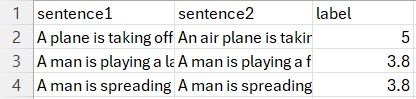 1 sentence1 sentence2 label
2 A plane is taking off An air plane is takin 5
3 A man is playing a la A man is playing a f 3.8
4 A man is spreading A man is spreading 3.8